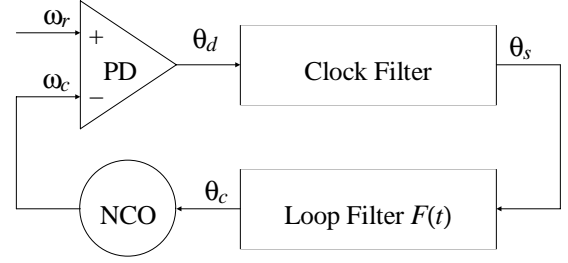 ω_r
+
PD
ω_c
−
θ_d
Clock Filter
θ_s
NCO
θ_c
Loop Filter F(t)